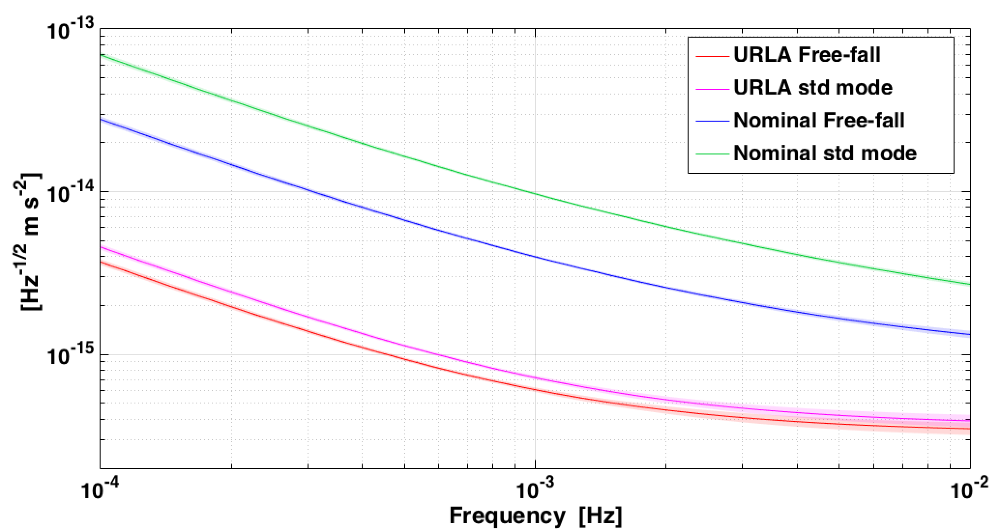 10^-13
10^-14
10^-15
[Hz^-1/2 m s^-2]
URLA Free-fall
URLA std mode
Nominal Free-fall
Nominal std mode
10^-4
10^-3
10^-2
Frequency [Hz]